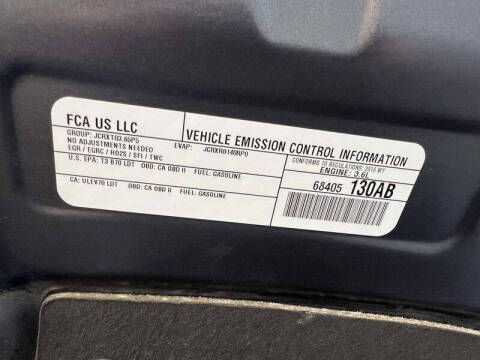 FCA US LLC
VEHICLE EMISSION CONTROL INFORMATION
GROUP: JCRXT03.65P5 EVAP: JCRXR0146RP0
NO ADJUSTMENTS NEEDED
EGR / EGRC / HO2S / SFI / TWC
CONFORMS TO REGULATIONS: 2018 MY
ENGINE: 3.6L
U.S. EPA: T3 B70 LDT OBD: CA OBD II FUEL: GASOLINE
CA: ULEV70 LDT OBD: CA OBD II FUEL: GASOLINE
68405 130AB